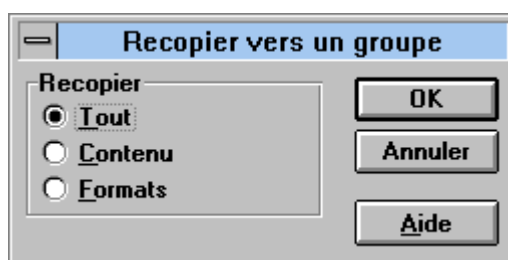 Recopier vers un groupe
Recopier
Tout
Contenu
Formats
OK
Annuler
Aide